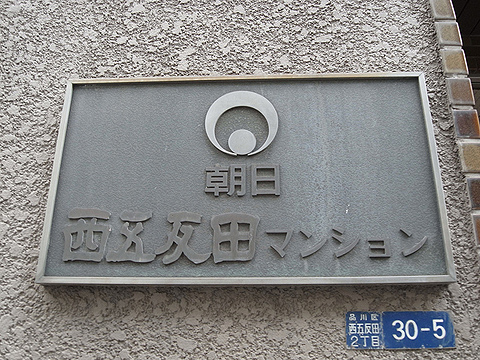 朝日
西五反田マンション
品川区
西五反田
2丁目
30-5